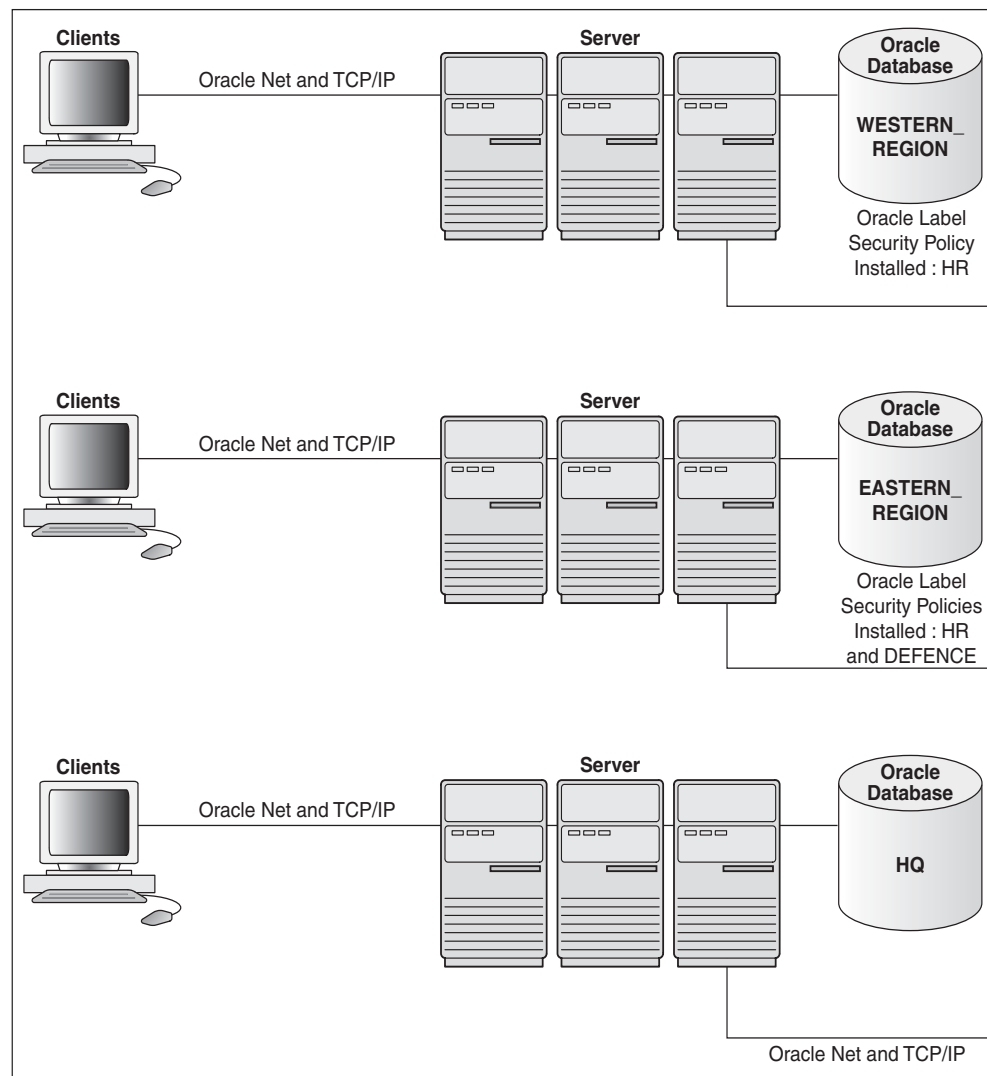 Clients
Server
Oracle Net and TCP/IP
Oracle
Database
WESTERN_
REGION
Oracle Label
Security Policy
Installed : HR
Clients
Server
Oracle Net and TCP/IP
Oracle
Database
EASTERN_
REGION
Oracle Label
Security Policies
Installed : HR
and DEFENCE
Clients
Server
Oracle Net and TCP/IP
Oracle
Database
HQ
Oracle Net and TCP/IP